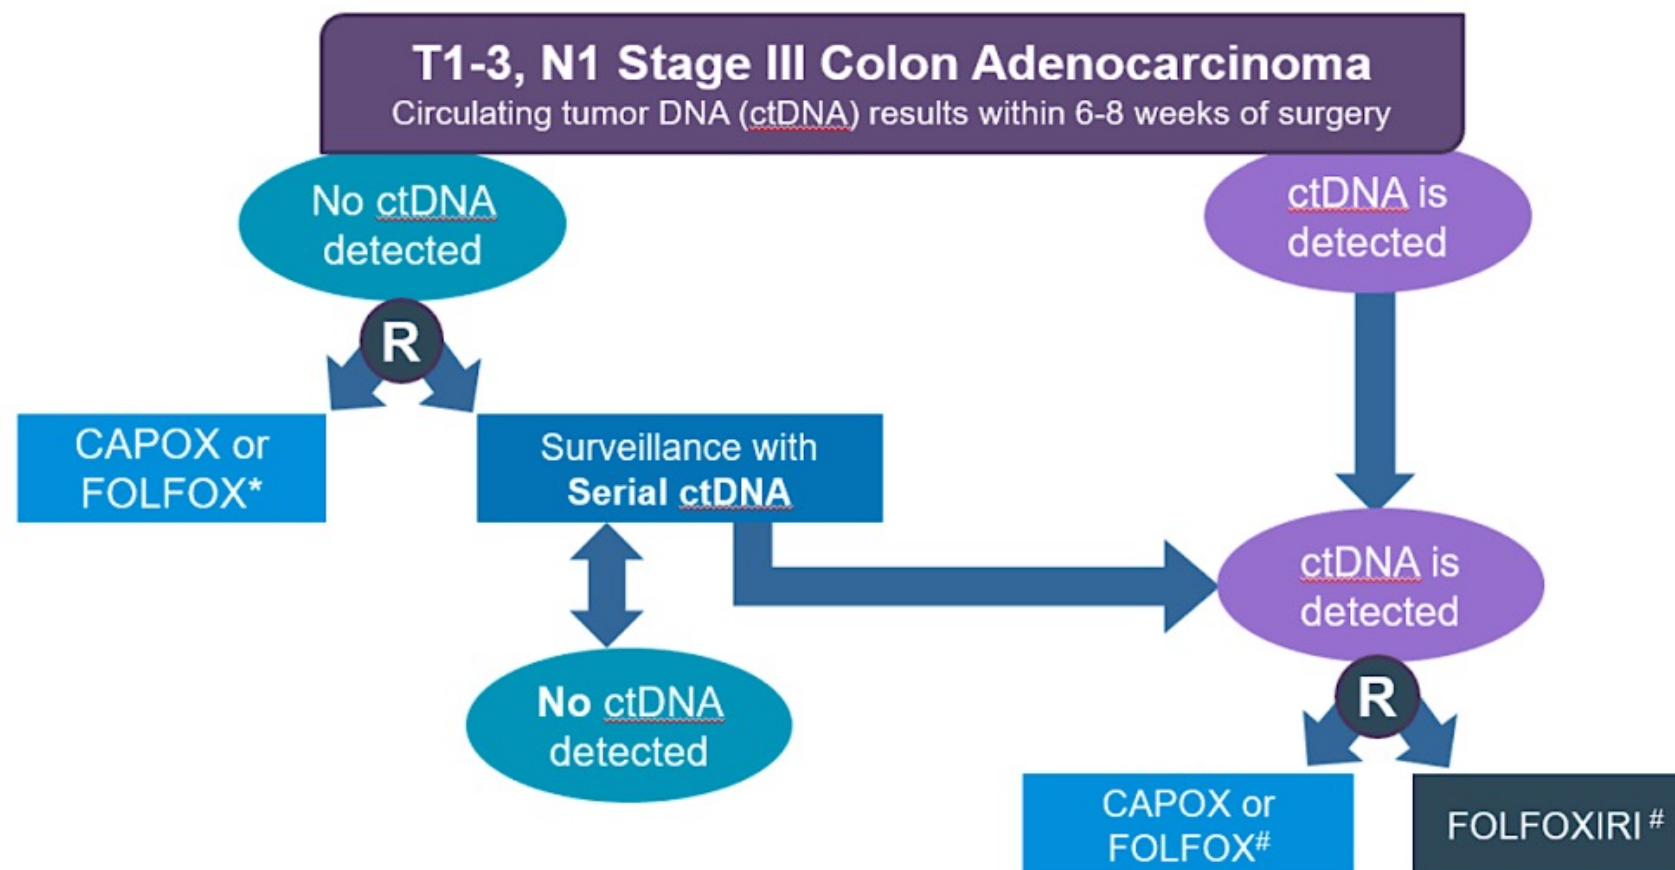 T1-3, N1 Stage III Colon Adenocarcinoma
Circulating tumor DNA (ctDNA) results within 6-8 weeks of surgery
No ctDNA
detected
ctDNA is
detected
R
CAPOX or
FOLFOX*
Surveillance with
Serial ctDNA
ctDNA is
detected
No ctDNA
detected
R
CAPOX or
FOLFOX#
FOLFOXIRI #